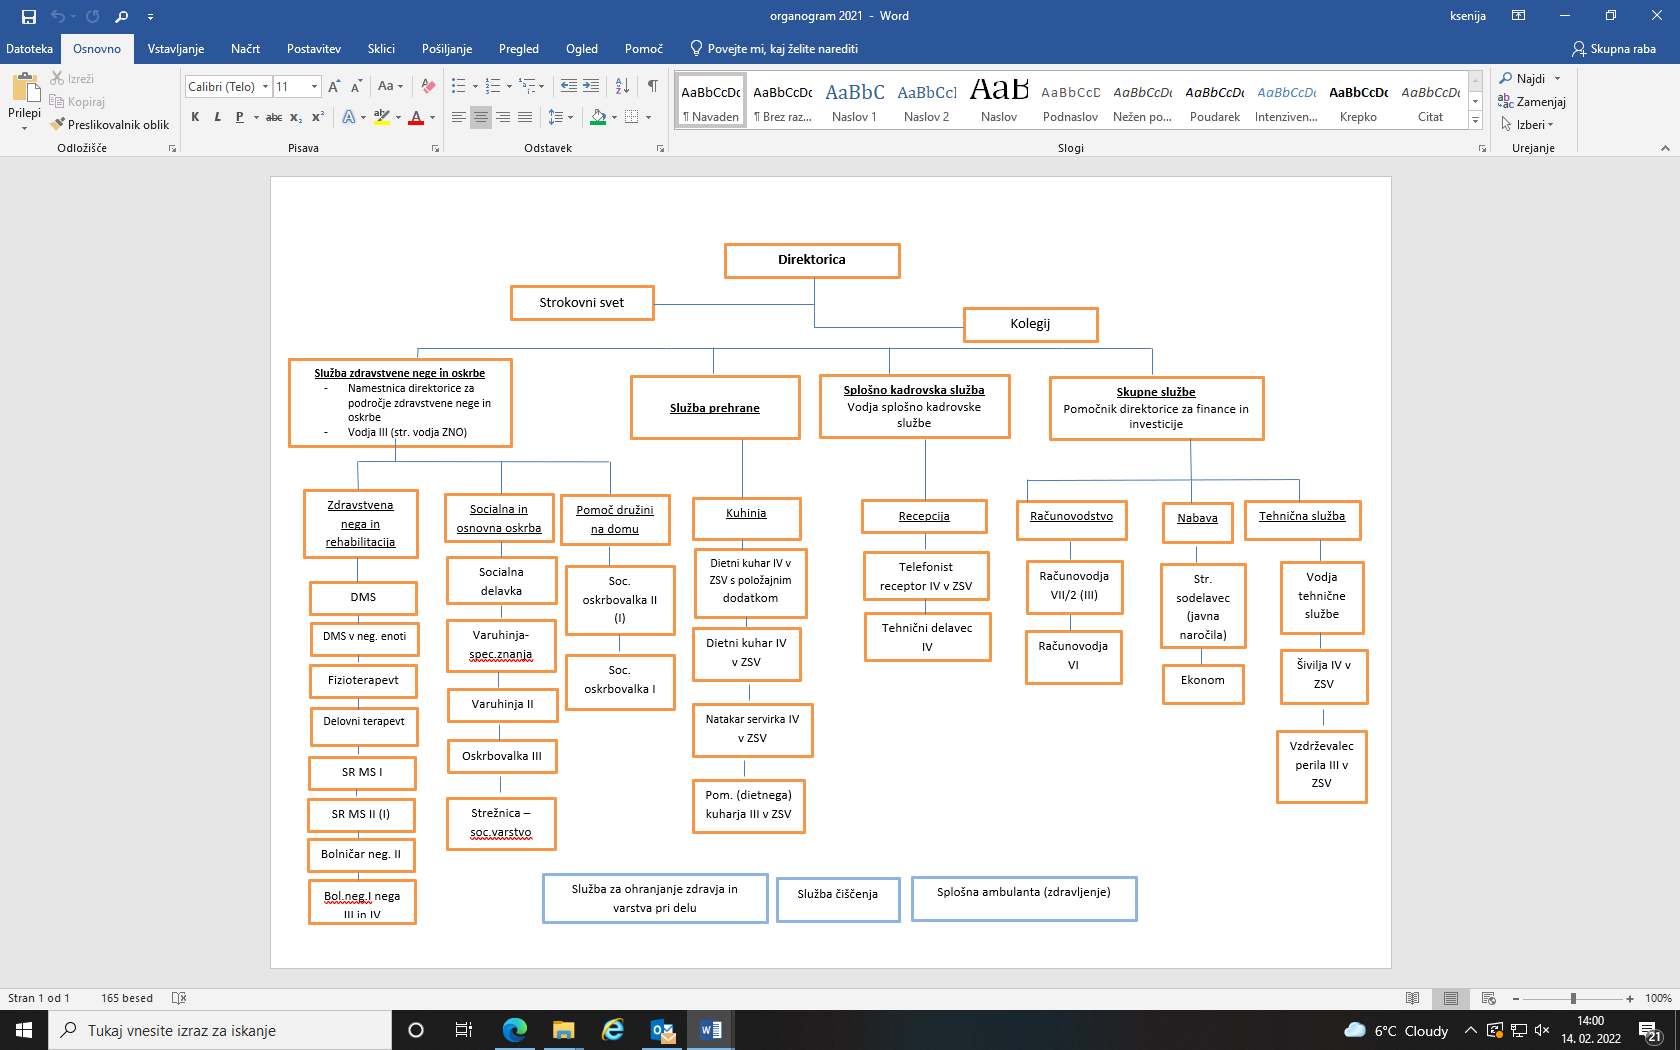 organogram 2021 - Word
ksenija
Datoteka
Osnovno
Vstavljanje
Načrt
Postavitev
Sklici
Pošiljanje
Pregled
Ogled
Pomoč
Povejte mi, kaj želite narediti
Skupna raba
Prilepi
Izreži
Kopiraj
Preslikovalnik oblik
Odložišče
Calibri (Telo)
11
K L P abc x₂ x²
Pisava
Odstavek
AaBbCcDc
¶ Navaden
AaBbCcDc
¶ Brez raz...
AaBbC
Naslov 1
AaBbCcI
Naslov 2
AaB
Naslov
AaBbCcD
Podnaslov
AaBbCcDc
Nežen po...
AaBbCcDc
Poudarek
AaBbCcDc
Intenziven...
AaBbCcDc
Krepko
AaBbCcDc
Citat
Slogi
Najdi
Zamenjaj
Izberi
Urejanje
Direktorica
Strokovni svet
Kolegij
Služba zdravstvene nege in oskrbe
- Namestnica direktorice za
področje zdravstvene nege in
oskrbe
- Vodja III (str. vodja ZNO)
Služba prehrane
Splošno kadrovska služba
Vodja splošno kadrovske
službe
Skupne službe
Pomočnik direktorice za finance in
investicije
Zdravstvena
nega in
rehabilitacija
DMS
DMS v neg. enoti
Fizioterapevt
Delovni terapevt
SR MS I
SR MS II (I)
Bolničar neg. II
Bol.neg.I nega
III in IV
Socialna in
osnovna oskrba
Socialna
delavka
Varuhinja-
spec.znanja
Varuhinja II
Oskrbovalka III
Strežnica –
soc.varstvo
Pomoč družini
na domu
Soc.
oskrbovalka II
(I)
Soc.
oskrbovalka I
Kuhinja
Dietni kuhar IV v
ZSV s položajnim
dodatkom
Dietni kuhar IV
v ZSV
Natakar servirka IV
v ZSV
Pom. (dietnega)
kuharja III v ZSV
Recepcija
Telefonist
receptor IV v ZSV
Tehnični delavec
IV
Računovodstvo
Računovodja
VII/2 (III)
Računovodja
VI
Nabava
Str.
sodelavec
(javna
naročila)
Ekonom
Tehnična služba
Vodja
tehnične
službe
Šivilja IV v
ZSV
Vzdrževalec
perila III v
ZSV
Služba za ohranjanje zdravja in
varstva pri delu
Služba čiščenja
Splošna ambulanta (zdravljenje)
Stran 1 od 1
165 besed
100%
Tukaj vnesite izraz za iskanje
6°C Cloudy
14:00
14. 02. 2022
21